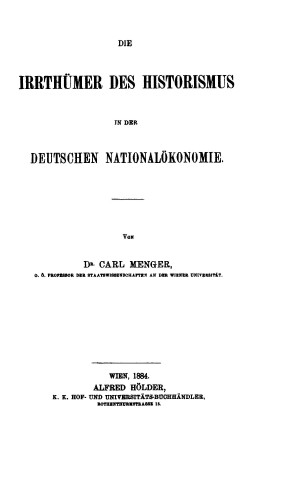 DIE
IRRTHÜMER DES HISTORISMUS
IN DER
DEUTSCHEN NATIONALÖKONOMIE.
VON
DR. CARL MENGER,
O. Ö. PROFESSOR DER STAATSWISSENSCHAFTEN AN DER WIENER UNIVERSITÄT.
WIEN, 1884.
ALFRED HÖLDER,
K. K. HOF- UND UNIVERSITÄTS-BUCHHÄNDLER,
ROTHENTHURMSTRASSE 15.